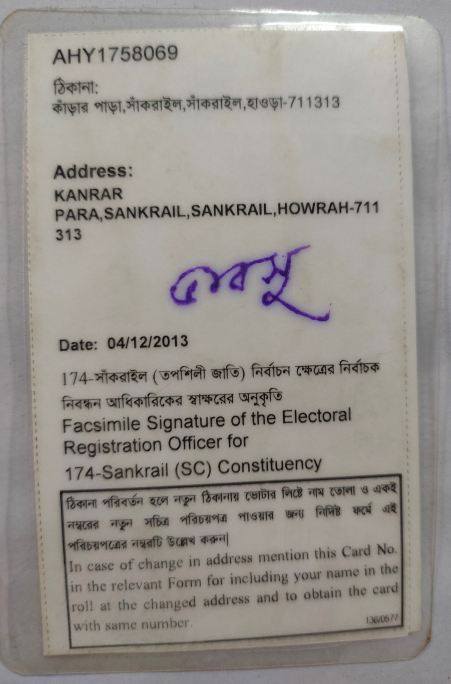 AHY1758069
ঠিকানা:
কাঁড়ার পাড়া,সাঁকরাইল,সাঁকরাইল,হাওড়া-711313
Address:
KANRAR
PARA,SANKRAIL,SANKRAIL,HOWRAH-711
313
Date: 04/12/2013
174-সাঁকরাইল (তপশিলী জাতি) নির্বাচন ক্ষেত্রের নির্বাচক
নিবন্ধন আধিকারিকের স্বাক্ষরের অনুকৃতি
Facsimile Signature of the Electoral
Registration Officer for
174-Sankrail (SC) Constituency
ঠিকানা পরিবর্তন হলে নতুন ঠিকানায় ভোটার লিষ্টে নাম তোলা ও একই
নম্বরের নতুন সচিত্র পরিচয়পত্র পাওয়ার জন্য নির্দিষ্ট ফর্মে এই
পরিচয়পত্রের নম্বরটি উল্লেখ করুন।
In case of change in address mention this Card No.
in the relevant Form for including your name in the
roll at the changed address and to obtain the card
with same number.
136/0577